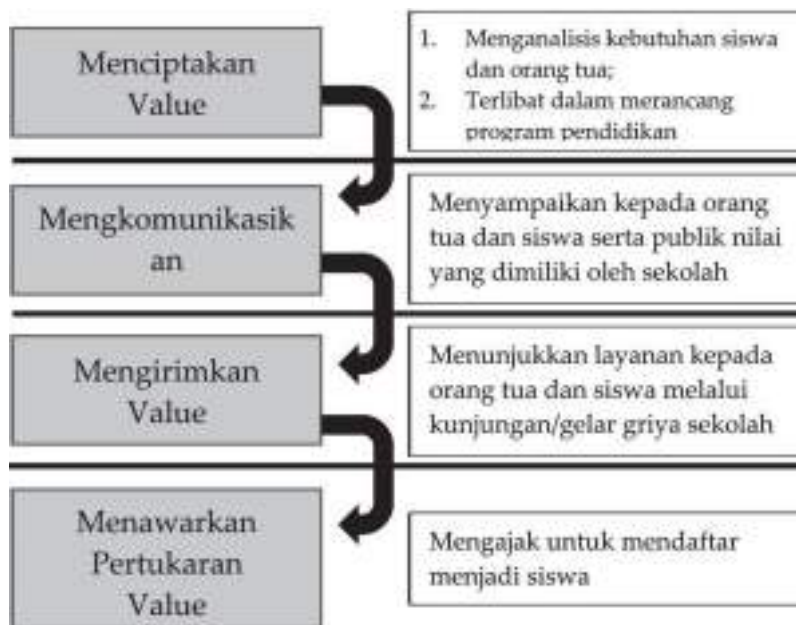 Menciptakan
Value
1. Menganalisis kebutuhan siswa
dan orang tua;
2. Terlibat dalam merancang
program pendidikan
Mengkomunikasik
an
Menyampaikan kepada orang
tua dan siswa serta publik nilai
yang dimiliki oleh sekolah
Mengirimkan
Value
Menunjukkan layanan kepada
orang tua dan siswa melalui
kunjungan/gelar griya sekolah
Menawarkan
Pertukaran
Value
Mengajak untuk mendaftar
menjadi siswa